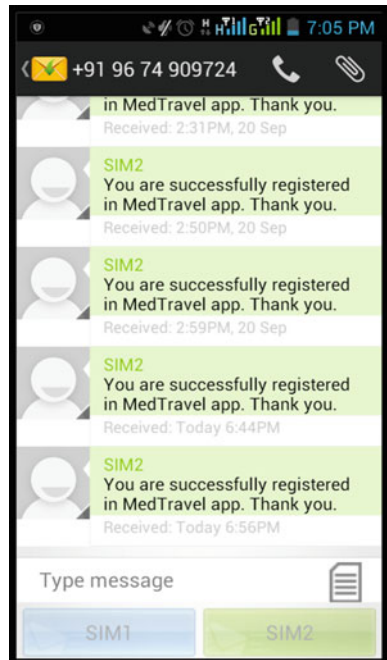 7:05 PM
+91 96 74 909724
in MedTravel app. Thank you.
Received: 2:31PM, 20 Sep
SIM2
You are successfully registered
in MedTravel app. Thank you.
Received: 2:50PM, 20 Sep
SIM2
You are successfully registered
in MedTravel app. Thank you.
Received: 2:59PM, 20 Sep
SIM2
You are successfully registered
in MedTravel app. Thank you.
Received: Today 6:44PM
SIM2
You are successfully registered
in MedTravel app. Thank you.
Received: Today 6:56PM
Type message
SIM1 SIM2